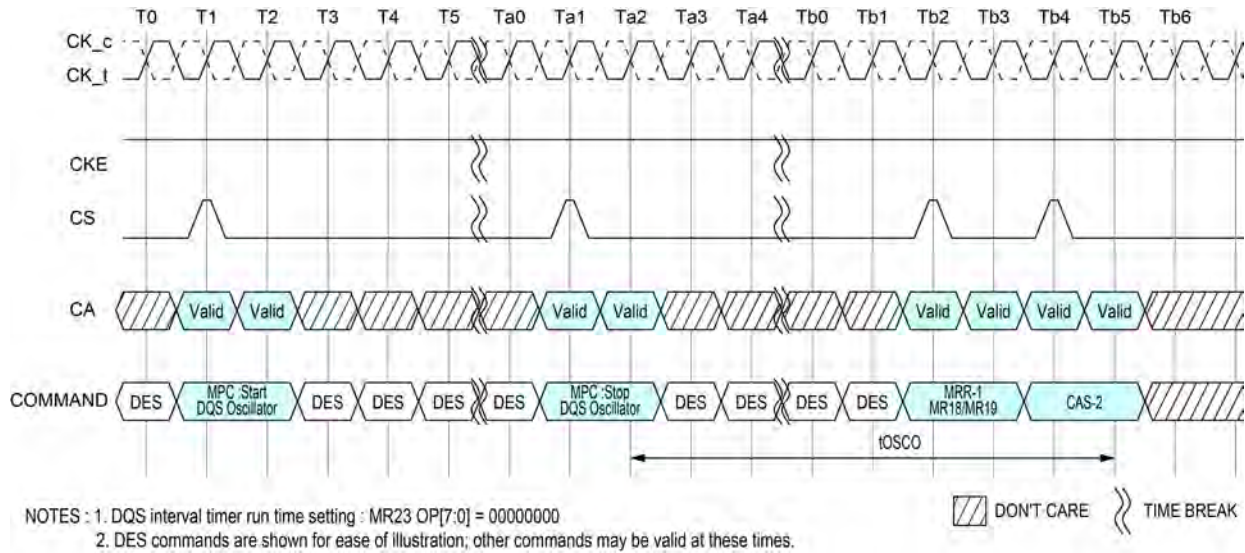 T0 T1 T2 T3 T4 T5 Ta0 Ta1 Ta2 Ta3 Ta4 Tb0 Tb1 Tb2 Tb3 Tb4 Tb5 Tb6
CK_c
CK_t
CKE
CS
CA Valid Valid Valid Valid Valid Valid Valid Valid
COMMAND DES MPC :Start DQS Oscillator DES DES DES DES MPC :Stop DQS Oscillator DES DES DES DES MRR-1 MR18/MR19 CAS-2
tOSCO
NOTES : 1. DQS interval timer run time setting : MR23 OP[7:0] = 00000000
2. DES commands are shown for ease of illustration; other commands may be valid at these times.
DON'T CARE TIME BREAK